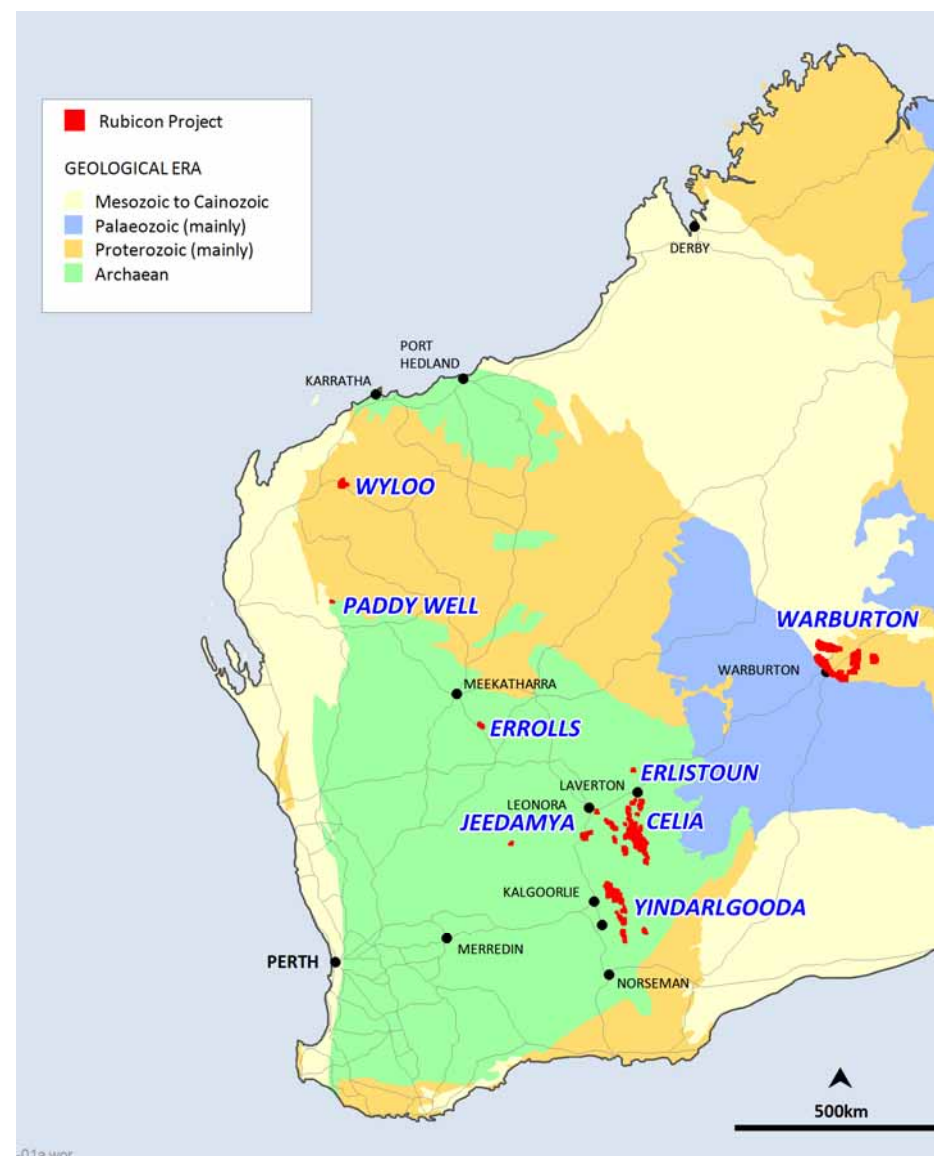 Rubicon Project
GEOLOGICAL ERA
Mesozoic to Cainozoic
Palaeozoic (mainly)
Proterozoic (mainly)
Archaean
DERBY
PORT
HEDLAND
KARRATHA
WYLOO
PADDY WELL
WARBURTON
WARBURTON
MEEKATHARRA
ERROLLS
ERLISTOUN
LAVERTON
LEONORA
JEEDAMYA
CELIA
KALGOORLIE
YINDARLGOODA
MERREDIN
PERTH
NORSEMAN
500km